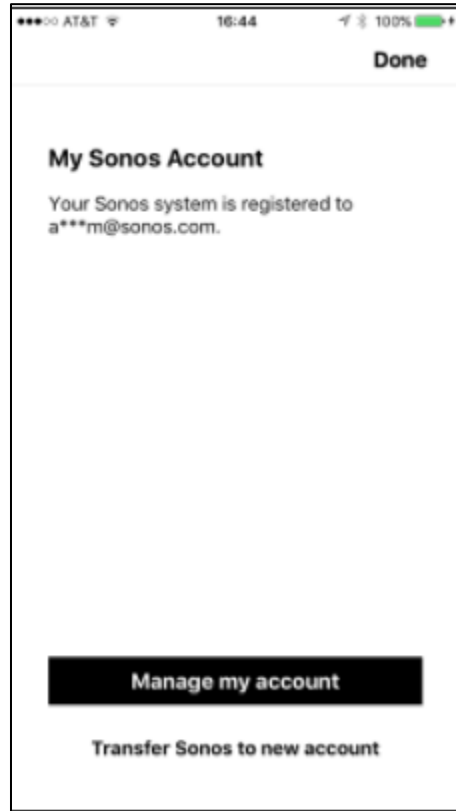 AT&T 16:44 100%
Done
My Sonos Account
Your Sonos system is registered to
a***m@sonos.com.
Manage my account
Transfer Sonos to new account